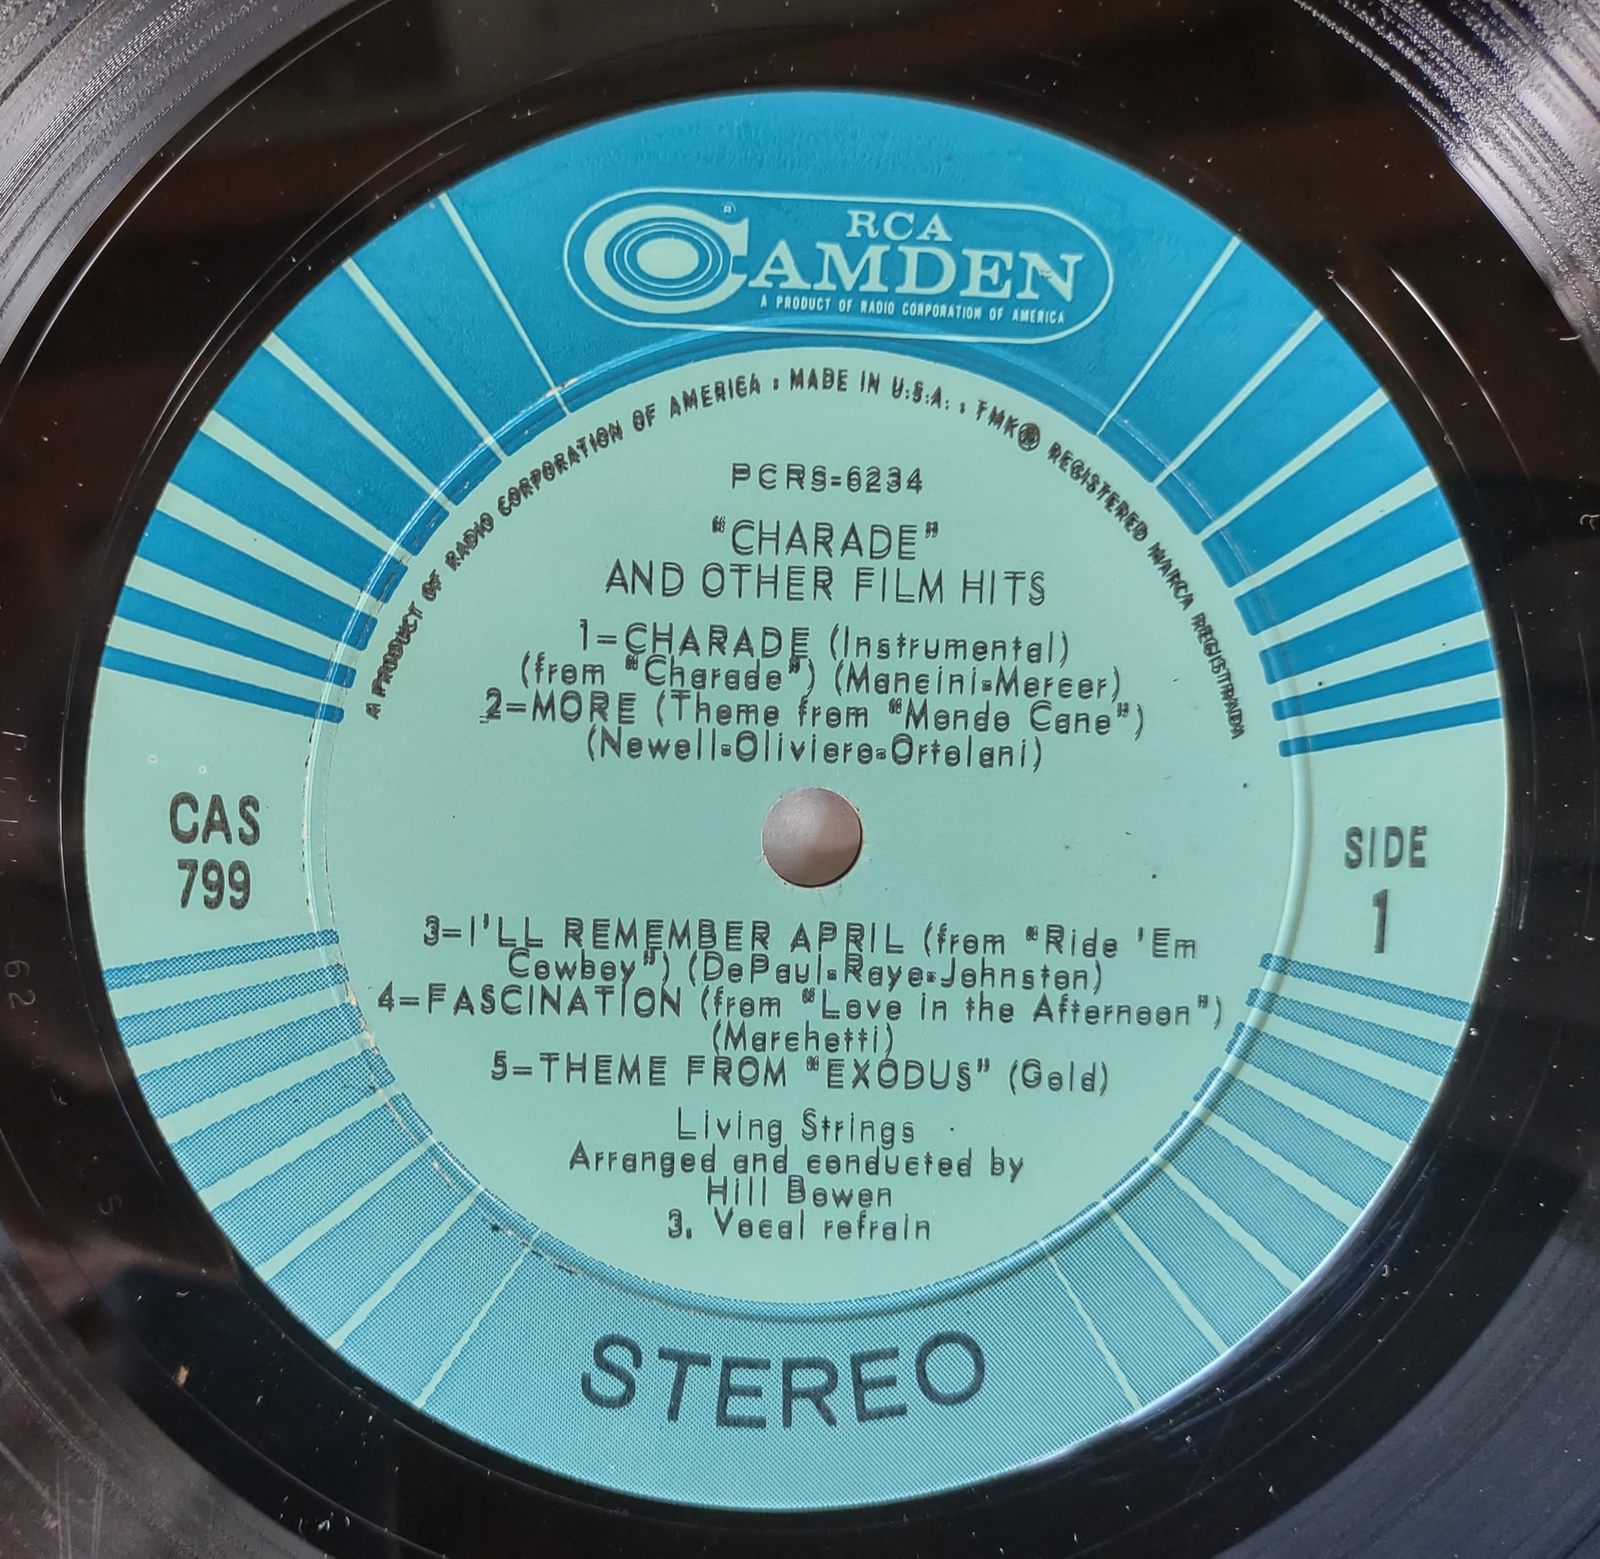 RCA
CAMDEN
A PRODUCT OF RADIO CORPORATION OF AMERICA
A PRODUCT OF RADIO CORPORATION OF AMERICA : MADE IN U.S.A. : TMK® REGISTERED MARCA REGISTRADA
PCRS-6234
"CHARADE"
AND OTHER FILM HITS
1-CHARADE (Instrumental)
(from "Charade") (Mancini-Mercer)
2-MORE (Theme from "Mondo Cane")
(Newell-Oliviero-Ortolani)
CAS
799
SIDE
1
3-I'LL REMEMBER APRIL (from "Ride 'Em
Cowboy") (DePaul-Raye-Johnston)
4-FASCINATION (from "Love in the Afternoon")
(Marchetti)
5-THEME FROM "EXODUS" (Gold)
Living Strings
Arranged and conducted by
Hill Bowen
3. Vocal refrain
STEREO